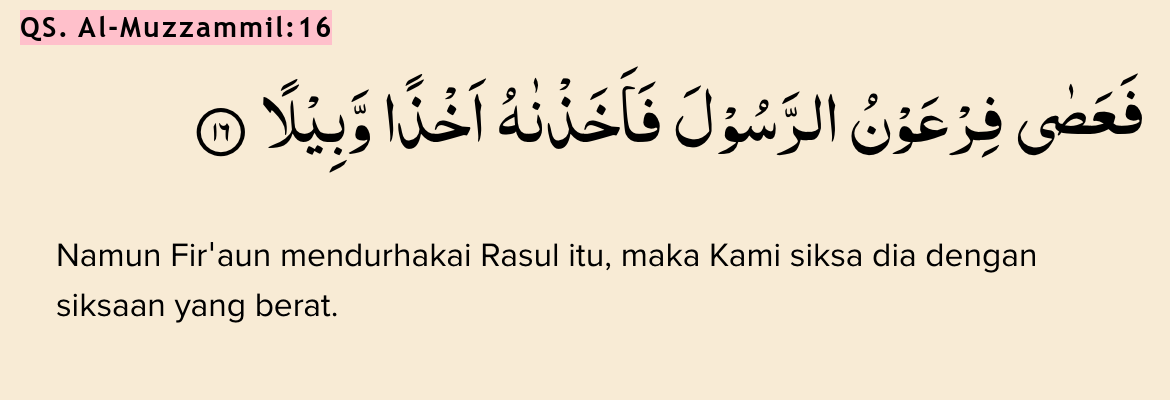 QS. Al-Muzzammil:16
فَعَصٰى فِرْعَوْنُ الرَّسُوْلَ فَاَخَذْنٰهُ اَخْذًا وَّبِيْلًا ١٦
Namun Fir'aun mendurhakai Rasul itu, maka Kami siksa dia dengan
siksaan yang berat.